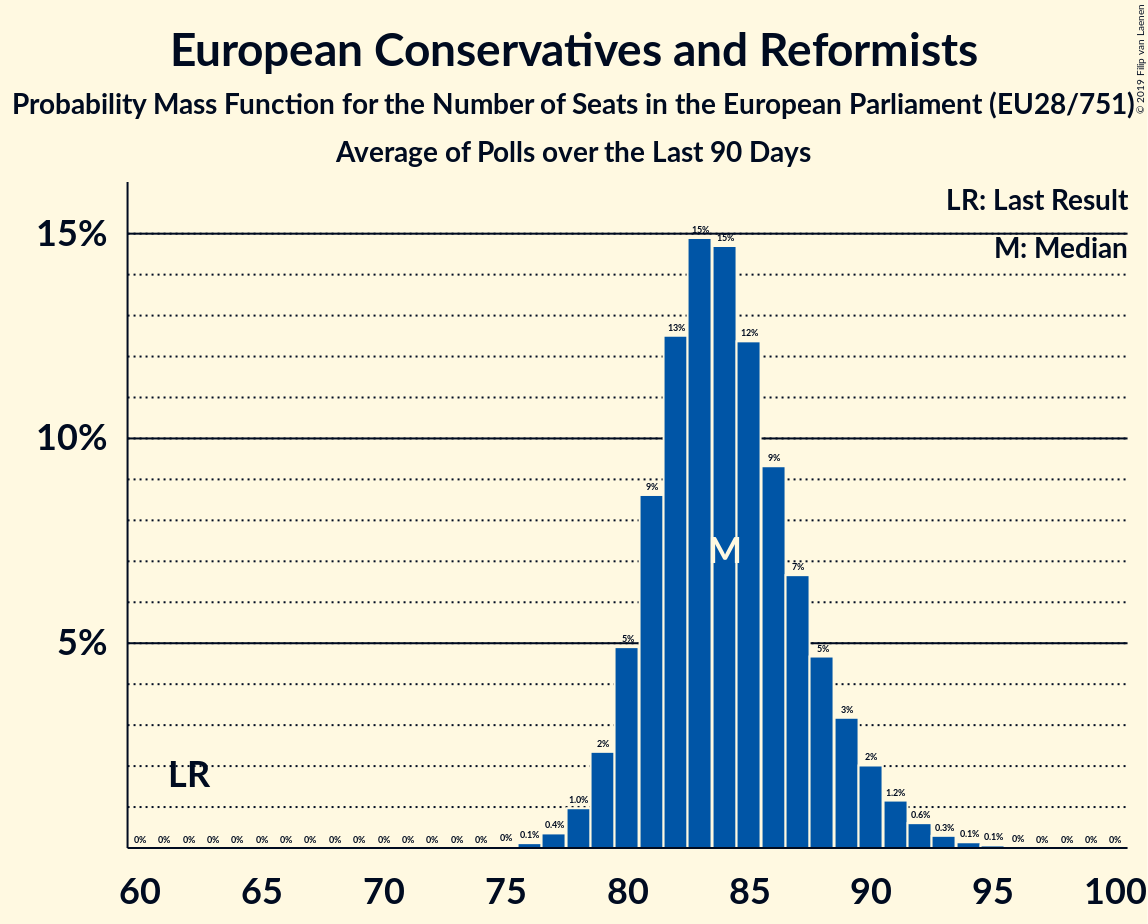 European Conservatives and Reformists
Probability Mass Function for the Number of Seats in the European Parliament (EU28/751)
Average of Polls over the Last 90 Days
© 2019 Filip van Laenen
LR: Last Result
M: Median
15%
10%
5%
15%
15%
13%
12%
9%
9%
M
7%
5%
5%
3%
2%
LR
2%
1.0%
1.2%
0.6%
0% 0% 0% 0% 0% 0% 0% 0% 0% 0% 0% 0% 0% 0% 0% 0% 0.1% 0.4% 0.3% 0.1% 0.1% 0% 0% 0% 0% 0%
60 65 70 75 80 85 90 95 100